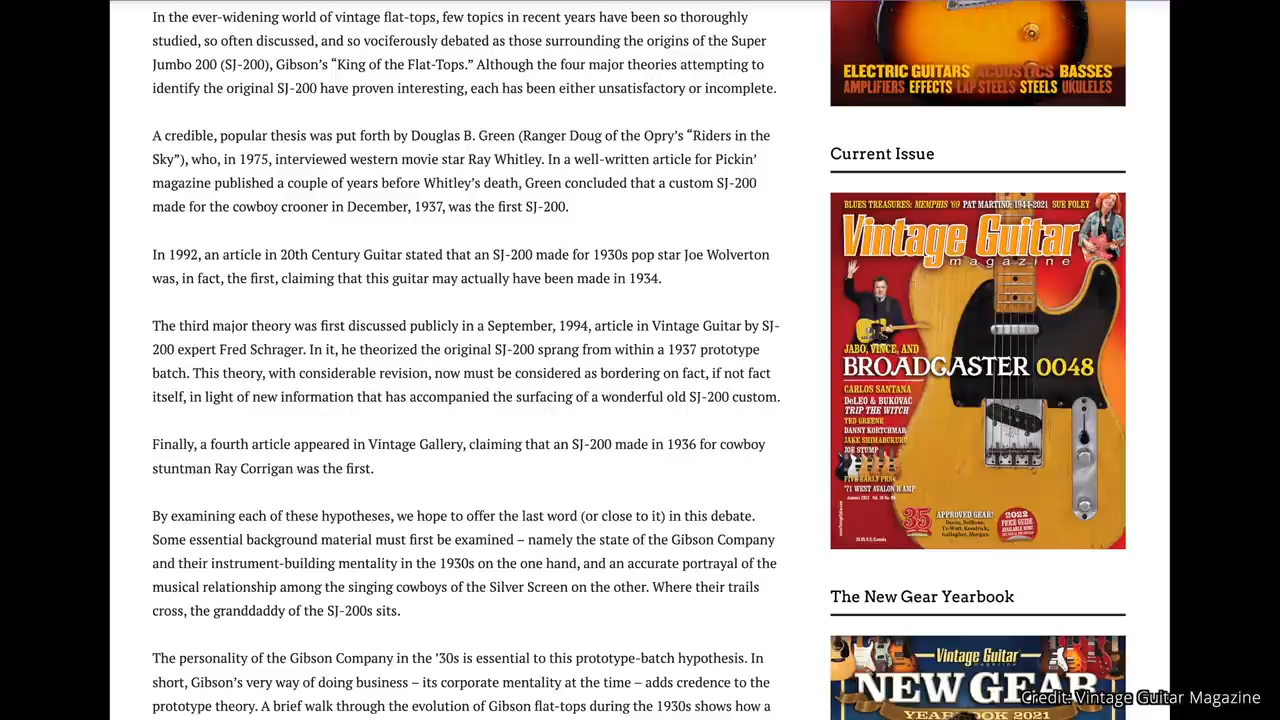 In the ever-widening world of vintage flat-tops, few topics in recent years have been so thoroughly
studied, so often discussed, and so vociferously debated as those surrounding the origins of the Super
Jumbo 200 (SJ-200), Gibson’s “King of the Flat-Tops.” Although the four major theories attempting to
identify the original SJ-200 have proven interesting, each has been either unsatisfactory or incomplete.
A credible, popular thesis was put forth by Douglas B. Green (Ranger Doug of the Opry’s “Riders in the
Sky”), who, in 1975, interviewed western movie star Ray Whitley. In a well-written article for Pickin’
magazine published a couple of years before Whitley’s death, Green concluded that a custom SJ-200
made for the cowboy crooner in December, 1937, was the first SJ-200.
In 1992, an article in 20th Century Guitar stated that an SJ-200 made for 1930s pop star Joe Wolverton
was, in fact, the first, claiming that this guitar may actually have been made in 1934.
The third major theory was first discussed publicly in a September, 1994, article in Vintage Guitar by SJ-
200 expert Fred Schrager. In it, he theorized the original SJ-200 sprang from within a 1937 prototype
batch. This theory, with considerible revision, now must be considered as bordering on fact, if not fact
itself, in light of new information that has accompanied the surfacing of a wonderful old SJ-200 custom.
Finally, a fourth article appeared in Vintage Gallery, claiming that an SJ-200 made in 1936 for cowboy
stuntman Ray Corrigan was the first.
By examining each of these hypotheses, we hope to offer the last word (or close to it) in this debate.
Some essential background material must first be examined – namely the state of the Gibson Company
and their instrument-building mentality in the 1930s on the one hand, and an accurate portrayal of the
musical relationship among the singing cowboys of the Silver Screen on the other. Where their trails
cross, the granddaddy of the SJ-200s sits.
The personality of the Gibson Company in the ’30s is essential to this prototype-batch hypothesis. In
short, Gibson’s very way of doing business – its corporate mentality at the time – adds credence to the
prototype theory. A brief walk through the evolution of Gibson flat-tops during the 1930s shows how a
ELECTRIC GUITARS ACOUSTICS BASSES
AMPLIFIERS EFFECTS LAP STEELS STEELS UKULELES
Current Issue
BLUES TREASURES: MEMPHIS ’69 PAT MARTINO: 1944-2021 SUE FOLEY
Vintage Guitar
magazine
JABO, VINCE, AND
BROADCASTER 0048
CARLOS SANTANA
DeLEO & BUKOVAC
TRIP THE WITCH
TED GREENE
DANNY KORTCHMAR
JAKE SHIMABUKURO
JOE STUMP
FIVE EARLY PRSs
’71 WEST AVALON R AMP
35
APPROVED GEAR!
2022
PRICE GUIDE
The New Gear Yearbook
Vintage Guitar
NEW GEAR
YEARBOOK 2021
Credit: Vintage Guitar Magazine